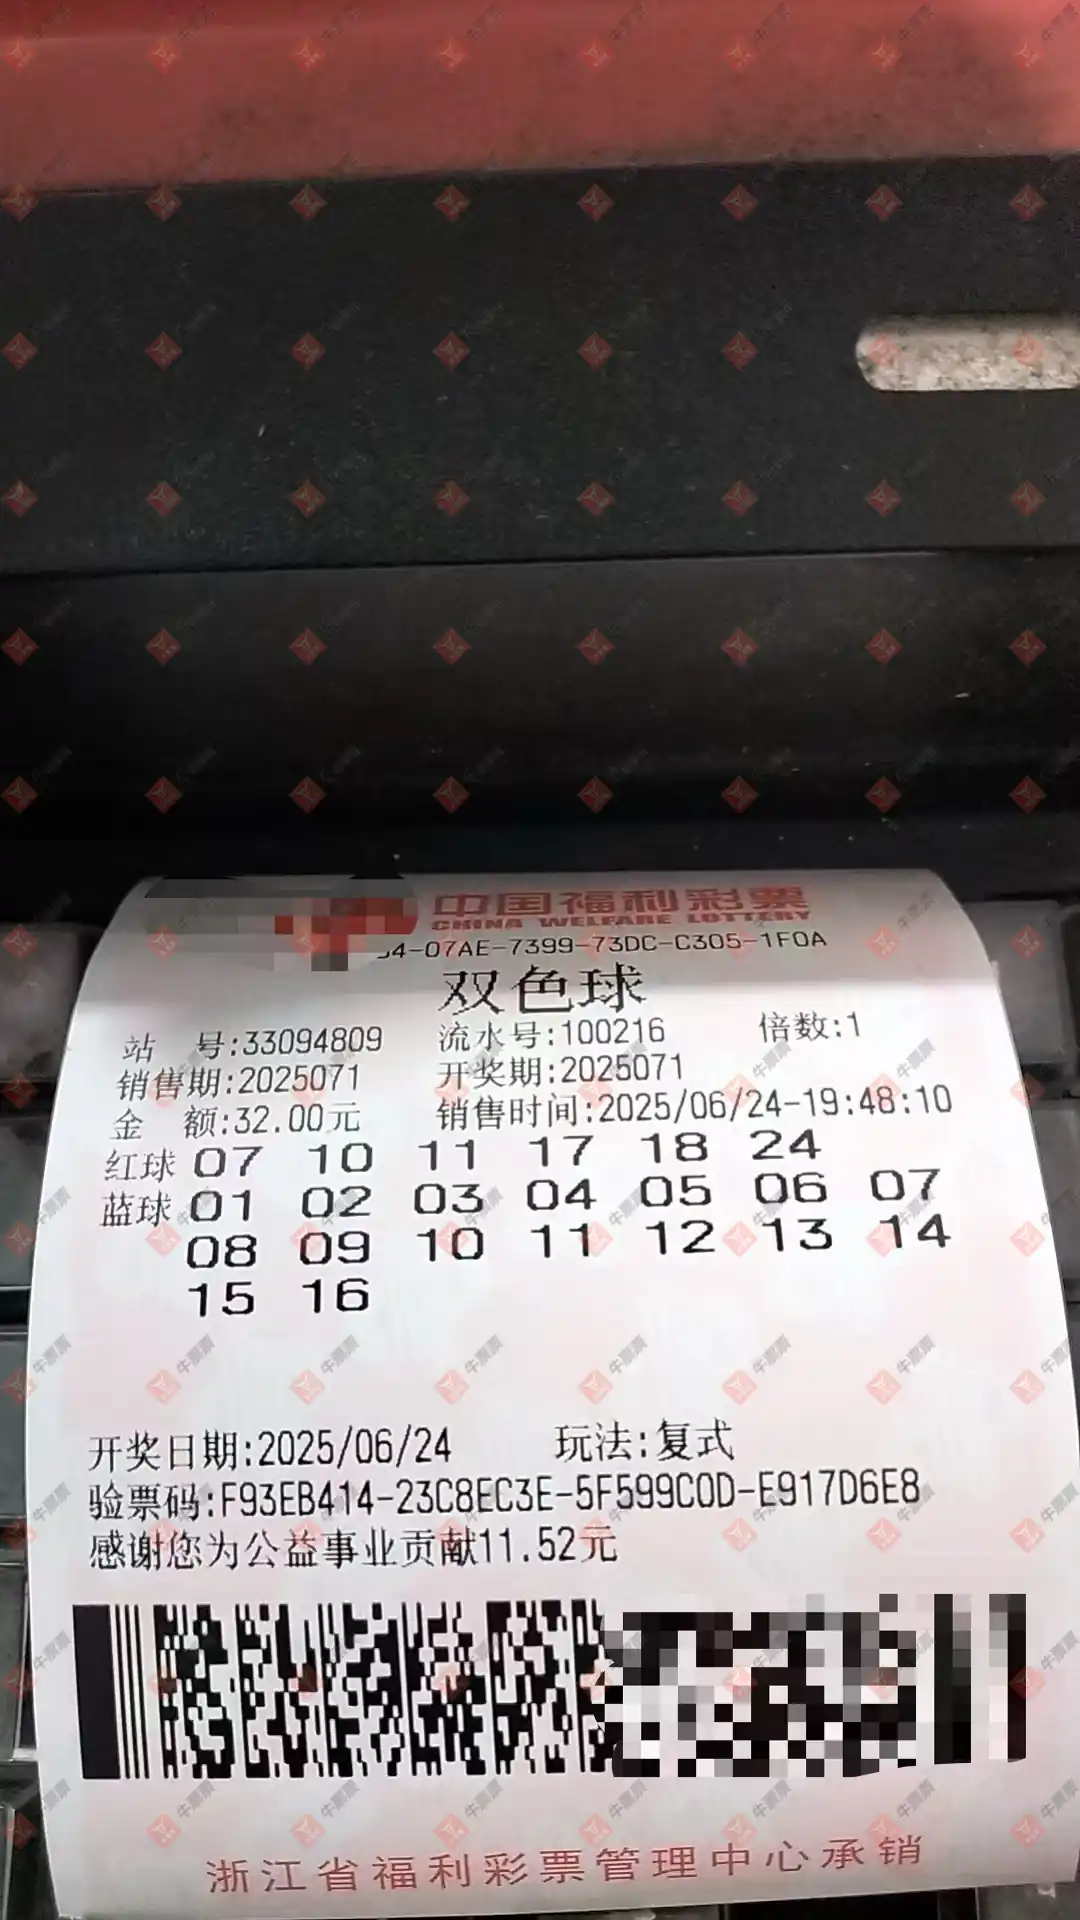 中国福利彩票
CHINA WELFARE LOTTERY
4-07AE-7399-73DC-C305-1F0A
双色球
站 号:33094809 流水号:100216 倍数:1
销售期:2025071 开奖期:2025071
金 额:32.00元 销售时间:2025/06/24-19:48:10
红球 07 10 11 17 18 24
蓝球 01 02 03 04 05 06 07
08 09 10 11 12 13 14
15 16
开奖日期:2025/06/24 玩法:复式
验票码:F93EB414-23C8EC3E-5F599C0D-E917D6E8
感谢您为公益事业贡献11.52元
浙江省福利彩票管理中心承销
牛票票